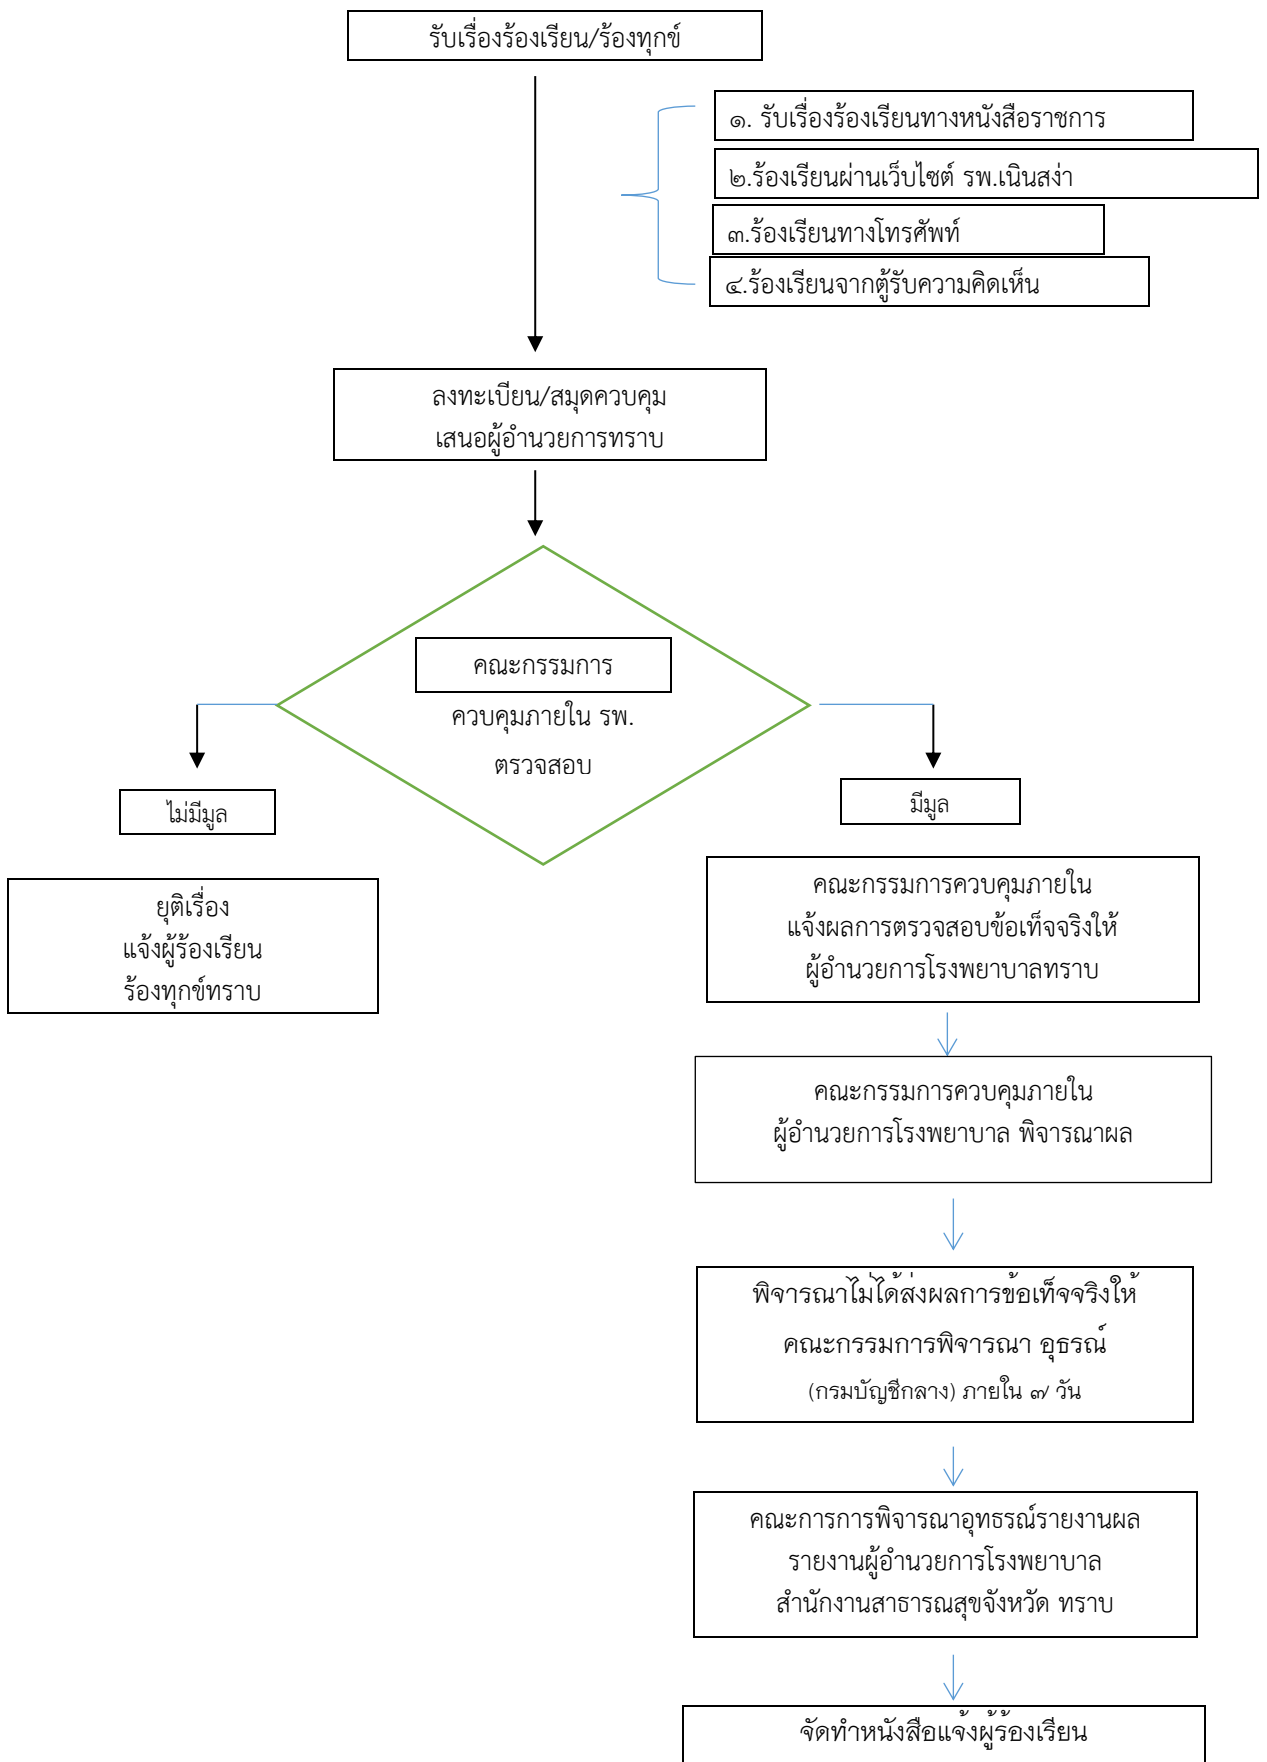 รับเรื่องร้องเรียน/ร้องทุกข์
๑. รับเรื่องร้องเรียนทางหนังสือราชการ
๒.ร้องเรียนผ่านเว็บไซต์ รพ.เนินสง่า
๓.ร้องเรียนทางโทรศัพท์
๔.ร้องเรียนจากตู้รับความคิดเห็น
ลงทะเบียน/สมุดควบคุม
เสนอผู้อำนวยการทราบ
คณะกรรมการ
ควบคุมภายใน รพ.
ตรวจสอบ
ไม่มีมูล
มีมูล
ยุติเรื่อง
แจ้งผู้ร้องเรียน
ร้องทุกข์ทราบ
คณะกรรมการควบคุมภายใน
แจ้งผลการตรวจสอบข้อเท็จจริงให้
ผู้อำนวยการโรงพยาบาลทราบ
คณะกรรมการควบคุมภายใน
ผู้อำนวยการโรงพยาบาล พิจารณาผล
พิจารณาไม่ได้ส่งผลการข้อเท็จจริงให้
คณะกรรมการพิจารณา อุธรณ์
(กรมบัญชีกลาง) ภายใน ๗ วัน
คณะการการพิจารณาอุทธรณ์รายงานผล
รายงานผู้อำนวยการโรงพยาบาล
สำนักงานสาธารณสุขจังหวัด ทราบ
จัดทำหนังสือแจ้งผู้ร้องเรียน